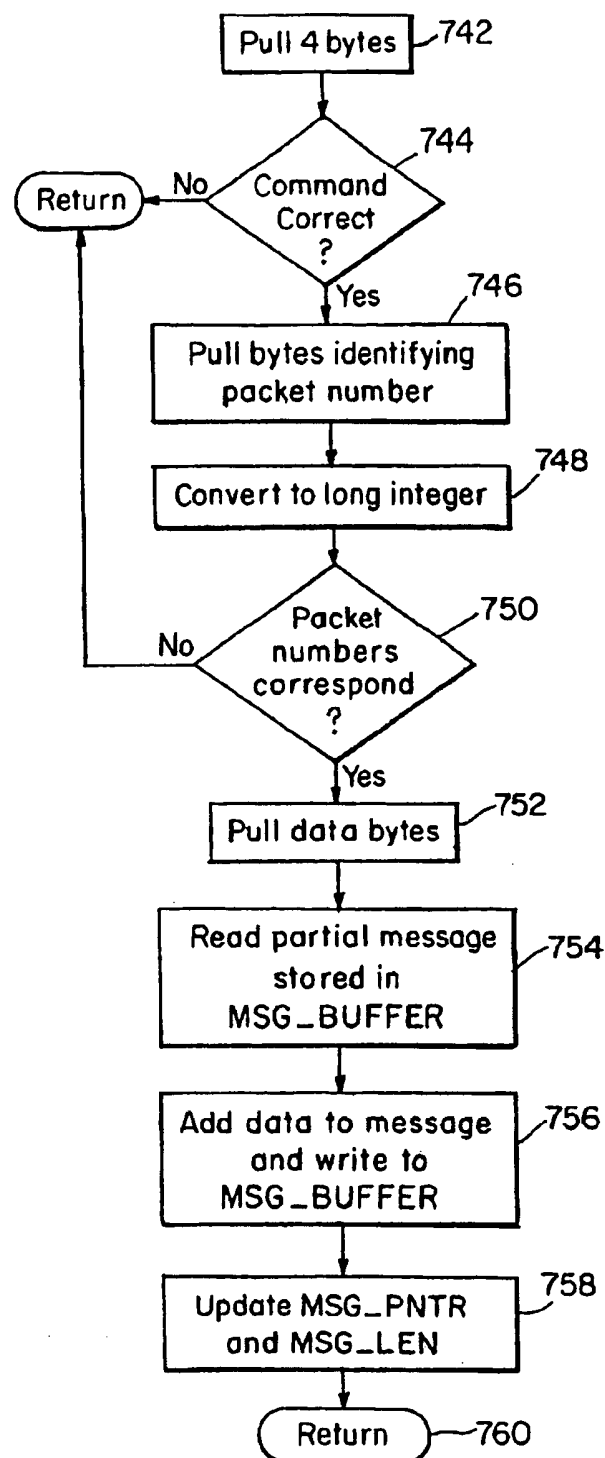 Pull 4 bytes
742
744
Command
Correct
?
No
Return
Yes
746
Pull bytes identifying
packet number
748
Convert to long integer
750
Packet
numbers
correspond
?
No
Yes
752
Pull data bytes
Read partial message
stored in
MSG_BUFFER
754
Add data to message
and write to
MSG_BUFFER
756
758
Update MSG_PNTR
and MSG_LEN
Return
760